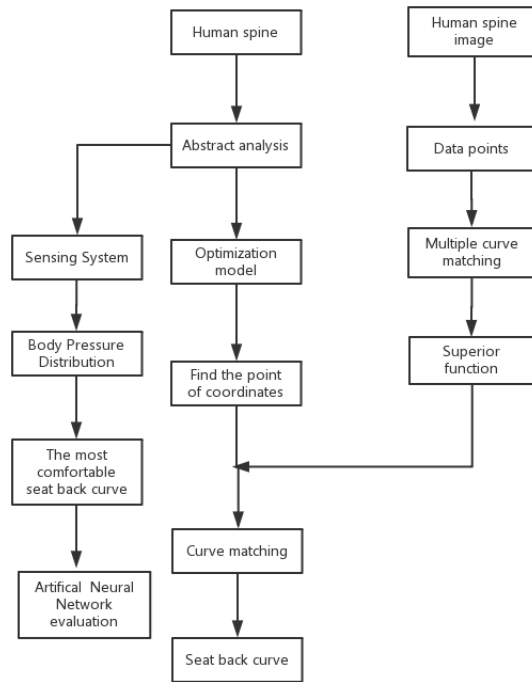 Human spine
Human spine
image
Abstract analysis
Data points
Sensing System
Optimization
model
Multiple curve
matching
Body Pressure
Distribution
Find the point
of coordinates
Superior
function
The most
comfortable
seat back curve
Curve matching
Artifical Neural
Network
evaluation
Seat back curve